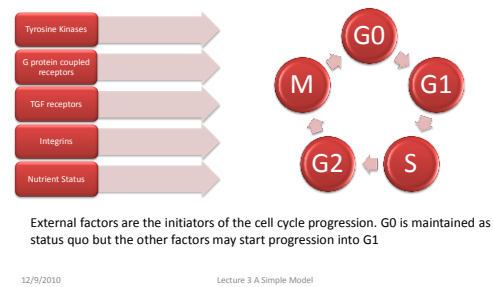 Tyrosine Kinases
G protein coupled
receptors
TGF receptors
Integrins
Nutrient Status
G0
G1
S
G2
M
External factors are the initiators of the cell cycle progression. G0 is maintained as
status quo but the other factors may start progression into G1
12/9/2010
Lecture 3 A Simple Model